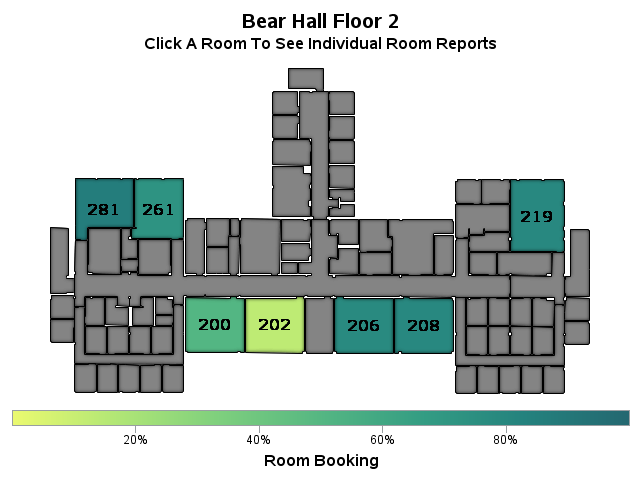 Bear Hall Floor 2
Click A Room To See Individual Room Reports
281 261
219
200 202 206 208
20% 40% 60% 80%
Room Booking